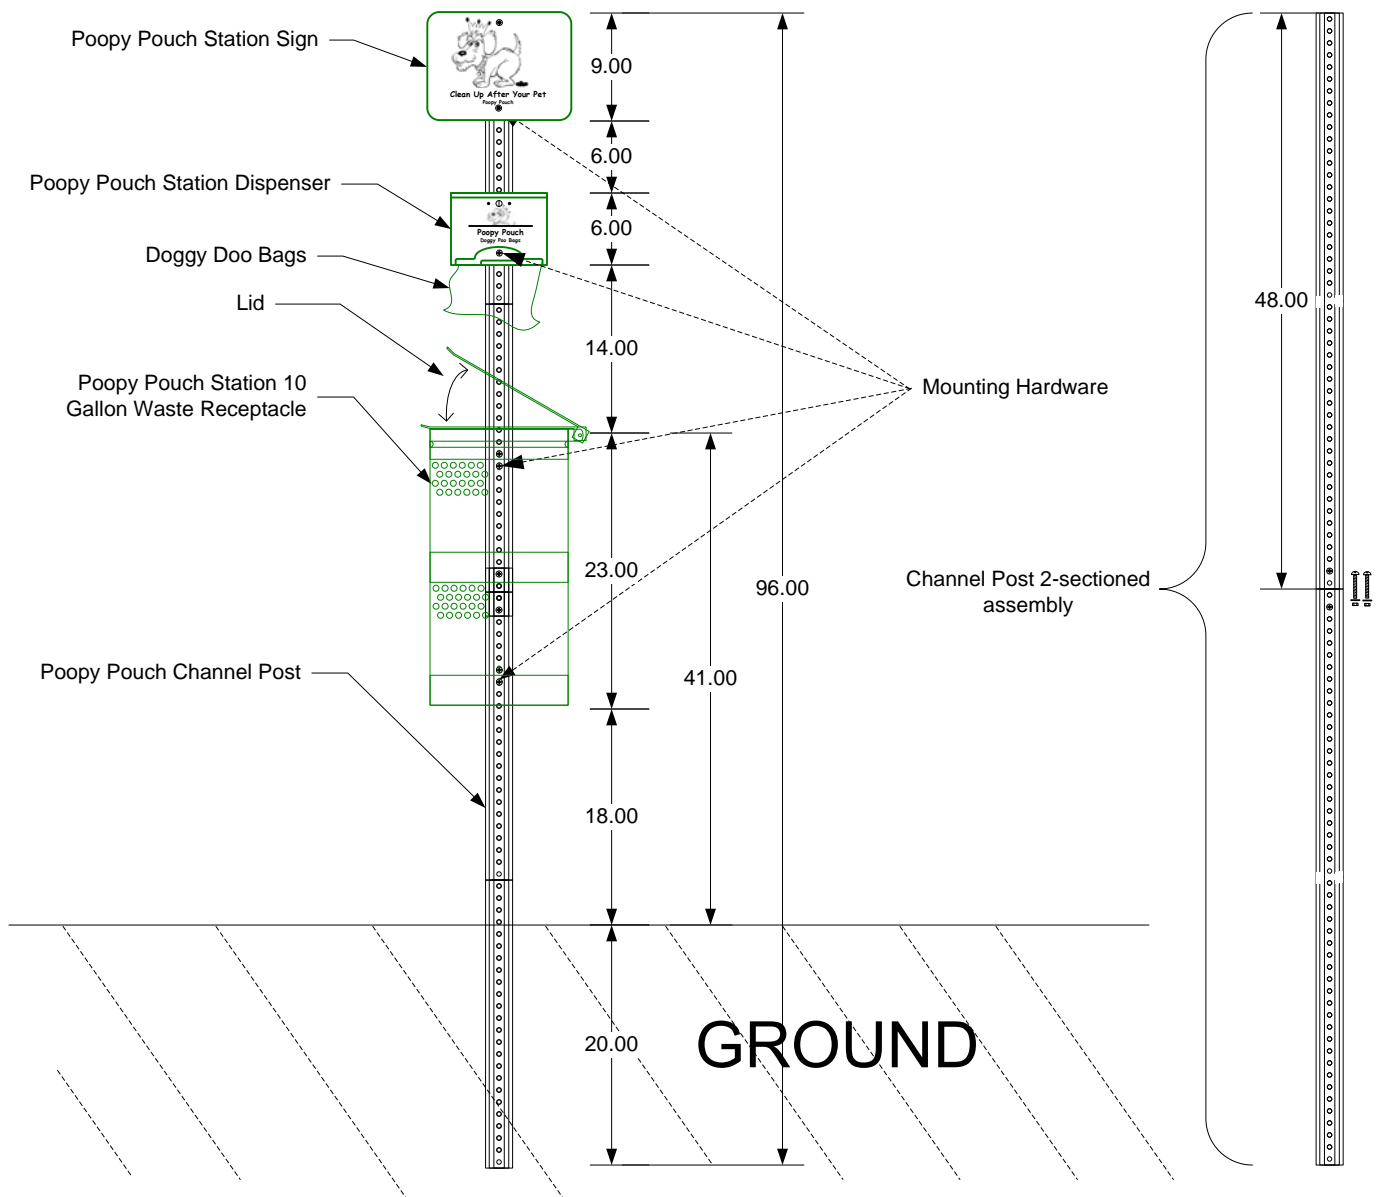 Poopy Pouch Station Sign
Clean Up After Your Pet
Poopy Pouch
9.00
6.00
Poopy Pouch Station Dispenser
Poopy Pouch
Doggy Poo Bags
6.00
Doggy Doo Bags
Lid
48.00
14.00
Poopy Pouch Station 10
Gallon Waste Receptacle
Mounting Hardware
23.00
96.00
Channel Post 2-sectioned
assembly
Poopy Pouch Channel Post
41.00
18.00
20.00
GROUND